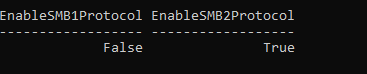 EnableSMB1Protocol EnableSMB2Protocol
------------------ ------------------
             False               True